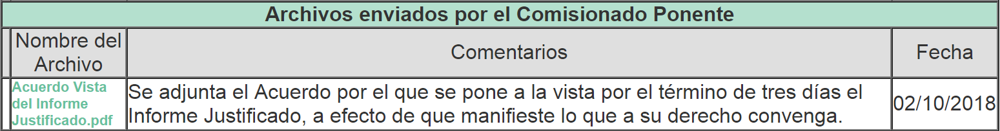 Archivos enviados por el Comisionado Ponente
Nombre del
Archivo
Comentarios
Fecha
Acuerdo Vista
del Informe
Justificado.pdf
Se adjunta el Acuerdo por el que se pone a la vista por el término de tres días el
Informe Justificado, a efecto de que manifieste lo que a su derecho convenga.
02/10/2018